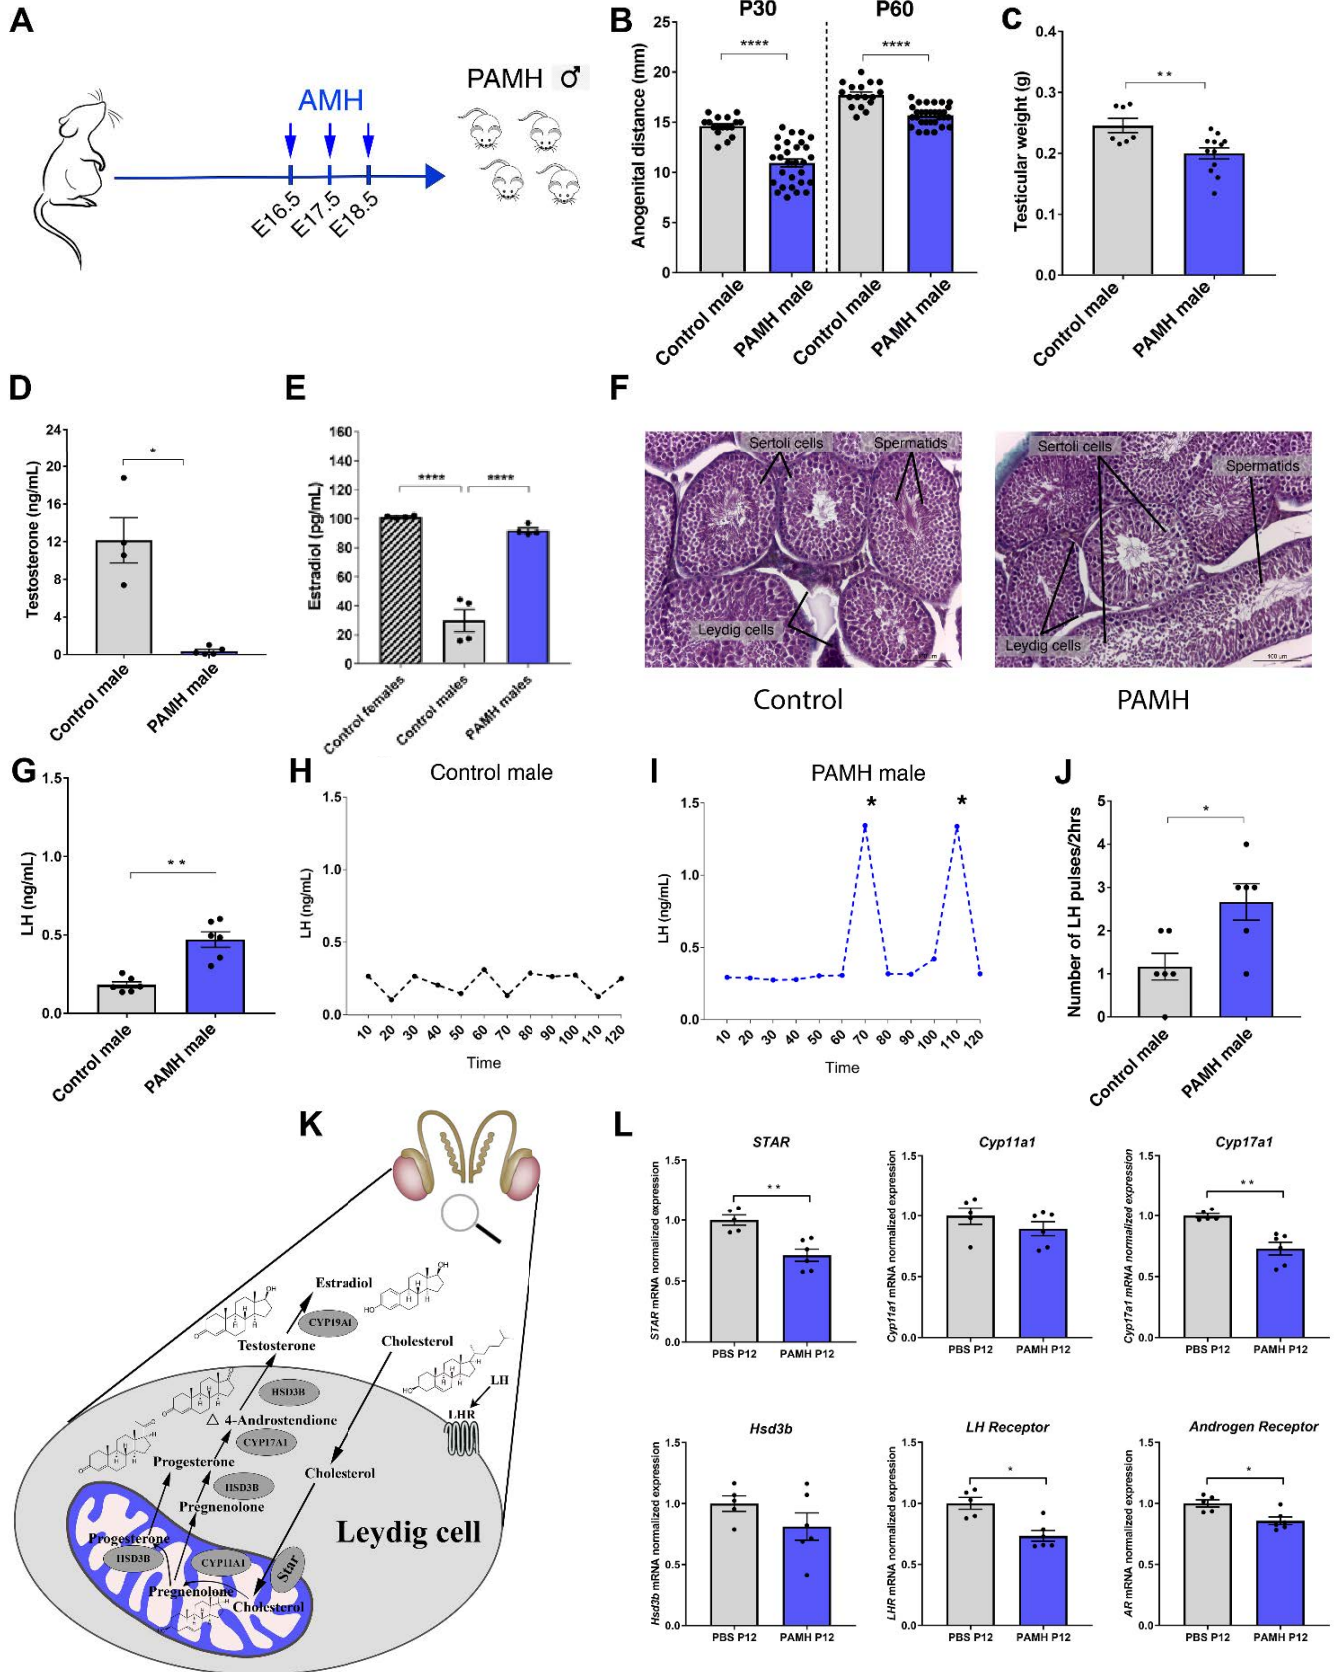 A
AMH
PAMH ♂
E16.5
E17.5
E18.5
B
P30
P60
Anogenital distance (mm)
25
20
15
10
5
0
****
****
Control male
PAMH male
Control male
PAMH male
C
Testicular weight (g)
0.4
0.3
0.2
0.1
0.0
**
Control male
PAMH male
D
Testosterone (ng/mL)
24
20
16
12
8
4
0
*
Control male
PAMH male
E
Estradiol (pg/mL)
160
140
120
100
80
60
40
20
0
****
****
Control females
Control males
PAMH males
F
Sertoli cells
Spermatids
Leydig cells
Control
Sertoli cells
Spermatids
Leydig cells
100 um
PAMH
G
LH (ng/mL)
1.5
1.0
0.5
0.0
**
Control male
PAMH male
H
Control male
LH (ng/mL)
1.5
1.0
0.5
0.0
10 20 30 40 50 60 70 80 90 100 110 120
Time
I
PAMH male
LH (ng/mL)
1.5
1.0
0.5
0.0
*
*
10 20 30 40 50 60 70 80 90 100 110 120
Time
J
Number of LH pulses/2hrs
5
4
3
2
1
0
*
Control male
PAMH male
K
Estradiol
CYP19A1
Testosterone
Cholesterol
HSD3B
LH
LHR
△ 4-Androstendione
CYP17A1
Progesterone
Cholesterol
HSD3B
Pregnenolone
Leydig cell
Progesterone
HSD3B
CYP11A1
Star
Pregnenolone
Cholesterol
L
STAR
STAR mRNA normalized expression
1.5
1.0
0.5
0.0
**
PBS P12
PAMH P12
Cyp11a1
Cyp11a1 mRNA normalized expression
1.5
1.0
0.5
0.0
PBS P12
PAMH P12
Cyp17a1
Cyp17a1 mRNA normalized expression
1.5
1.0
0.5
0.0
**
PBS P12
PAMH P12
Hsd3b
Hsd3b mRNA normalized expression
1.5
1.0
0.5
0.0
PBS P12
PAMH P12
LH Receptor
LHR mRNA normalized expression
1.5
1.0
0.5
0.0
*
PBS P12
PAMH P12
Androgen Receptor
AR mRNA normalized expression
1.5
1.0
0.5
0.0
*
PBS P12
PAMH P12